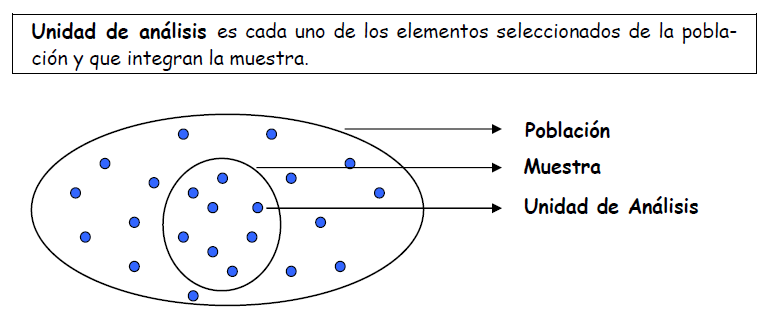 Unidad de análisis es cada uno de los elementos seleccionados de la pobla-
ción y que integran la muestra.
Población
Muestra
Unidad de Análisis